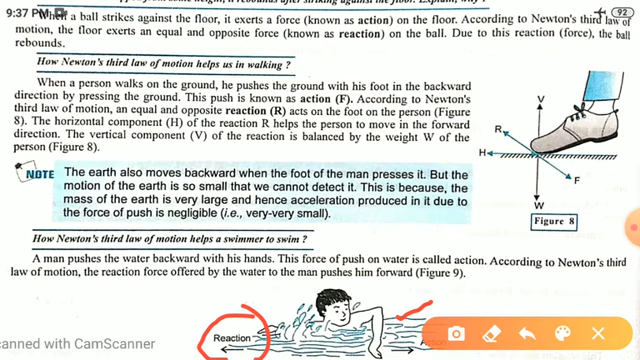 9:37 PM
92
When a ball strikes against the floor, it exerts a force (known as action) on the floor. According to Newton's third law of
motion, the floor exerts an equal and opposite force (known as reaction) on the ball. Due to this reaction (force), the ball
rebounds.
How Newton's third law of motion helps us in walking ?
When a person walks on the ground, he pushes the ground with his foot in the backward
direction by pressing the ground. This push is known as action (F). According to Newton's
third law of motion, an equal and opposite reaction (R) acts on the foot on the person (Figure
8). The horizontal component (H) of the reaction R helps the person to move in the forward
direction. The vertical component (V) of the reaction is balanced by the weight W of the
person (Figure 8).
V
R
H
F
W
Figure 8
NOTE The earth also moves backward when the foot of the man presses it. But the
motion of the earth is so small that we cannot detect it. This is because, the
mass of the earth is very large and hence acceleration produced in it due to
the force of push is negligible (i.e., very-very small).
How Newton's third law of motion helps a swimmer to swim ?
A man pushes the water backward with his hands. This force of push on water is called action. According to Newton's third
law of motion, the reaction force offered by the water to the man pushes him forward (Figure 9).
Reaction
canned with CamScanner